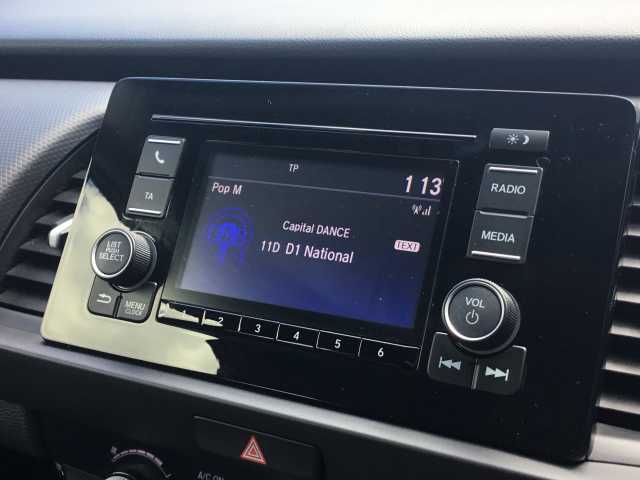 TP
Pop M
1 13
Capital DANCE
11D D1 National
TEXT
TA
LIST
PUSH
SELECT
MENU
CLOCK
RADIO
MEDIA
VOL
1 2 3 4 5 6
A/C ON